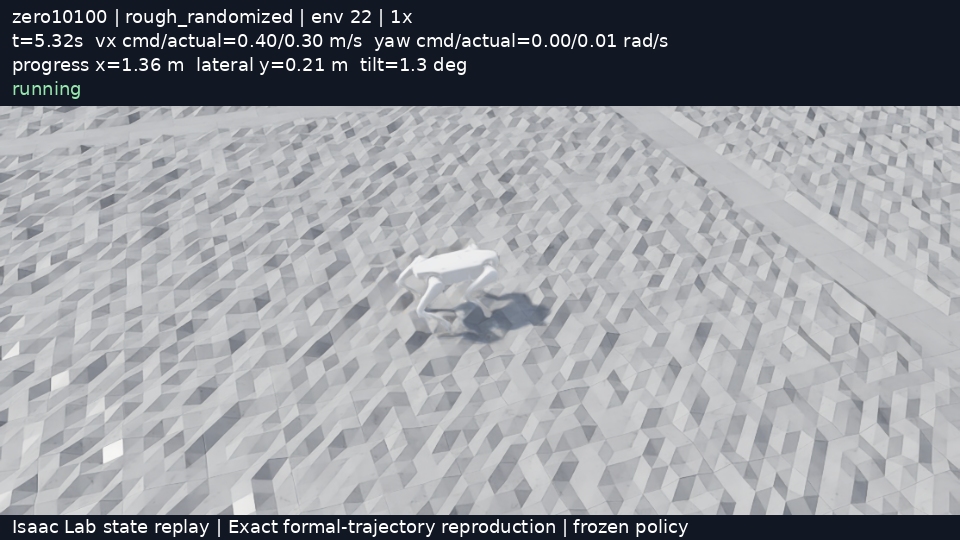 zero10100 | rough_randomized | env 22 | 1x
t=5.32s  vx cmd/actual=0.40/0.30 m/s  yaw cmd/actual=0.00/0.01 rad/s
progress x=1.36 m  lateral y=0.21 m  tilt=1.3 deg
running
Isaac Lab state replay | Exact formal-trajectory reproduction | frozen policy